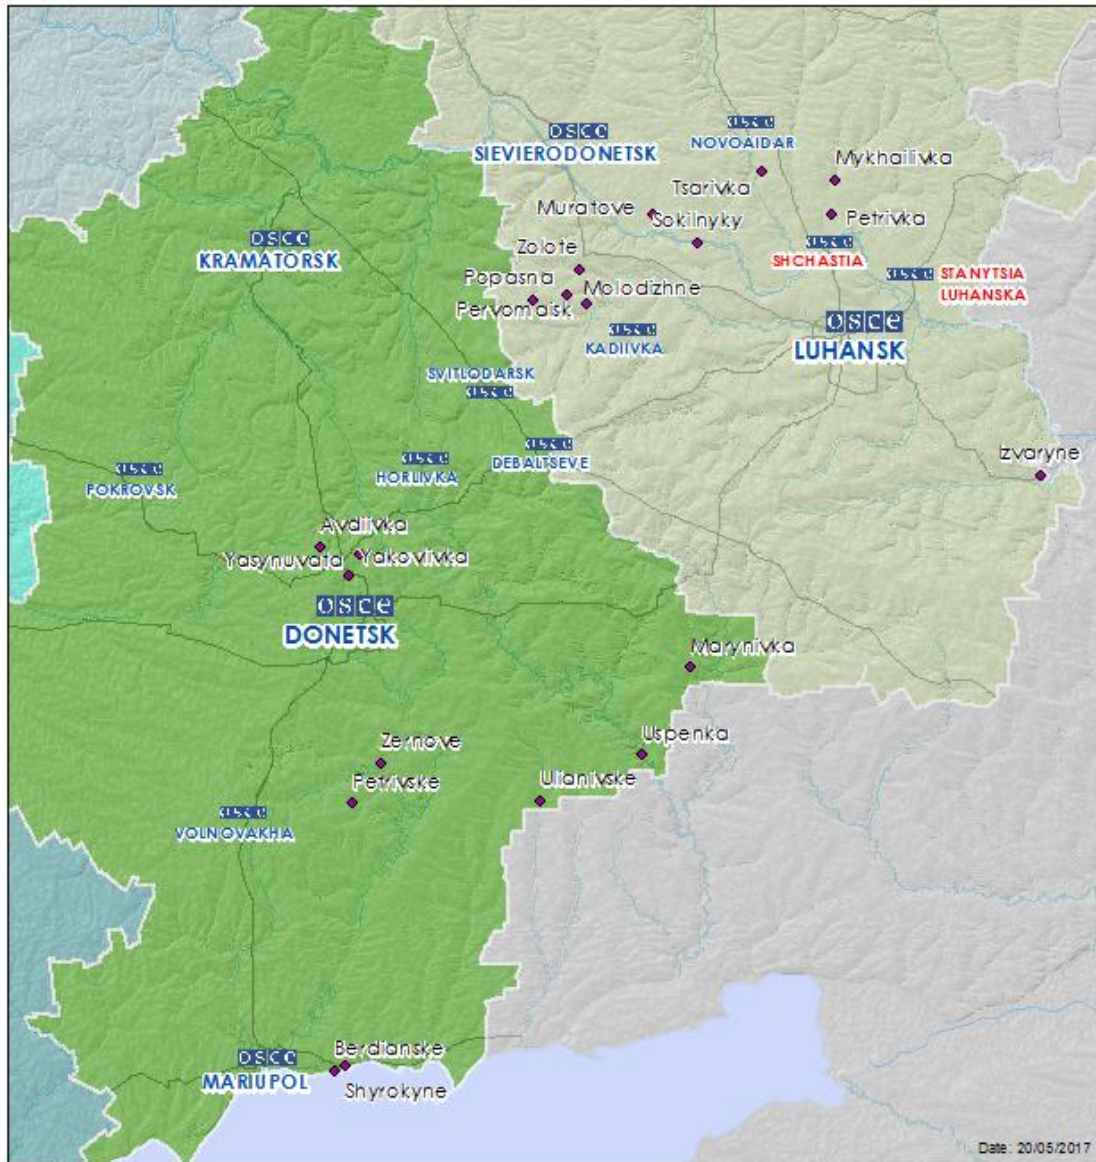 osce
NOVOAIDAR
osce
SIEVIERODONETSK
Mykhailivka
Tsarivka
Muratove
Sokilnyky
Petrivka
osce
KRAMATORSK
osce
SHCHASTIA
Zolote
osce
STANYTSIA
LUHANSKA
Popasna
Molodizhne
Pervomaisk
osce
KADIIVKA
osce
LUHANSK
SVITLODARSK
osce
osce
DEBALTSEVE
osce
HORLIVKA
osce
POKROVSK
Izvaryne
Avdiivka
Yasynuvata
Yakovlivka
osce
DONETSK
Marynivka
Zernove
Uspenka
Petrivske
Ulianivske
osce
VOLNOVAKHA
Berdianske
osce
MARIUPOL
Shyrokyne
Date: 20/05/2017